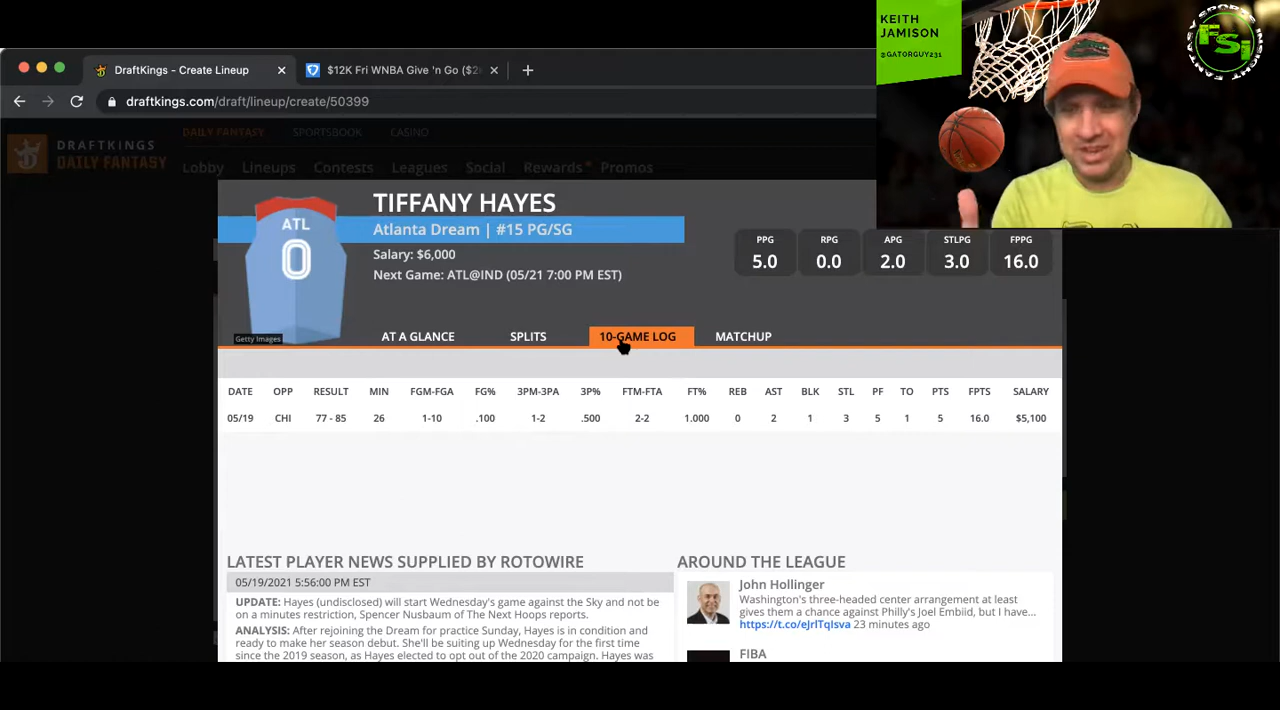 KEITH
JAMISON
@GATORGUY231
FSi
FANTASY SPORTS INSIGHT
DraftKings - Create Lineup
$12K Fri WNBA Give 'n Go ($2
draftkings.com/draft/lineup/create/50399
DAILY FANTASY SPORTSBOOK CASINO
DRAFTKINGS
DAILY FANTASY
Lobby Lineups Contests Leagues Social Rewards Promos
ATL
0
Getty Images
TIFFANY HAYES
Atlanta Dream | #15 PG/SG
Salary: $6,000
Next Game: ATL@IND (05/21 7:00 PM EST)
PPG RPG APG STLPG FPPG
5.0 0.0 2.0 3.0 16.0
AT A GLANCE SPLITS 10-GAME LOG MATCHUP
DATE OPP RESULT MIN FGM-FGA FG% 3PM-3PA 3P% FTM-FTA FT% REB AST BLK STL PF TO PTS FPTS SALARY
05/19 CHI 77 - 85 26 1-10 .100 1-2 .500 2-2 1.000 0 2 1 3 5 1 5 16.0 $5,100
LATEST PLAYER NEWS SUPPLIED BY ROTOWIRE
05/19/2021 5:56:00 PM EST
UPDATE: Hayes (undisclosed) will start Wednesday's game against the Sky and not be
on a minutes restriction, Spencer Nusbaum of The Next Hoops reports.
ANALYSIS: After rejoining the Dream for practice Sunday, Hayes is in condition and
ready to make her season debut. She'll be suiting up Wednesday for the first time
since the 2019 season, as Hayes elected to opt out of the 2020 campaign. Hayes was
AROUND THE LEAGUE
John Hollinger
Washington's three-headed center arrangement at least
gives them a chance against Philly's Joel Embiid, but I have...
23 minutes ago
FIBA